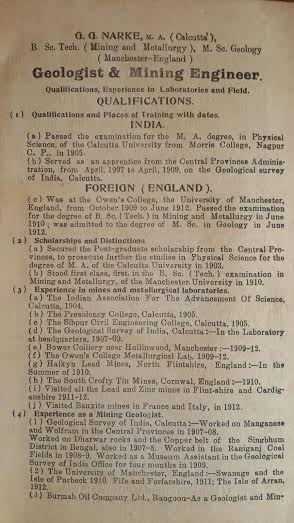 G. G. NARKE, M. A. (Calcutta),
B. Sc. Tech. (Mining and Metallurgy), M. Sc. Geology
(Manchester-England)
Geologist & Mining Engineer.
Qualifications, Experience in Laboratories and Field.
QUALIFICATIONS.
(1) Qualifications and Places of Training with dates.
INDIA.
(a) Passed the examination for the M. A. degree, in Physical
Science, of the Calcutta University from Morris College, Nagpur
C. P., in 1905.
(b) Served as an apprentice from the Central Provinces Adminis-
tration, from April, 1907 to April, 1909, on the Geological survey
of India, Calcutta.
FOREIGN (ENGLAND).
(c) Was at the Owen's College, the University of Manchester,
England, from October 1909 to June 1912. Passed the examination
for the degree of B. Sc. (Tech.) in Mining and Metallurgy in June
1910; was admitted to the degree of M. Sc. in Geology in June
1912.
(2) Scholarships and Distinctions.
(a) Secured the Post-graduate scholarship from the Central Pro-
vinces, to prosecute further the studies in Physical Science for the
degree of M. A. of the Calcutta University in 1903.
(b) Stood first class, first in the B. Sc. (Tech.) examination in
Mining and Metallurgy, of the Manchester University in 1910.
(3) Experience in mines and metallurgical laboratories.
(a) The Indian Association For The Advancement Of Science,
Calcutta, 1904.
(b) The Presidency College, Calcutta, 1905.
(c) The Sibpur Civil Engineering College, Calcutta, 1905.
(d) The Geological Survey of India, Calcutta:—In the Laboratory
at headquarters, 1907-09.
(e) Bower Colliery near Hollinwood, Manchester:—1909-12.
(f) The Owen's College Metallurgical Lab. 1909-12.
(g) Halkyn Lead Mines, North Flintshire, England:—In the
Summer of 1910.
(h) The South Crofty Tin Mines, Cornwal, England:—1910.
(i) Visited all the Lead and Zinc mines in Flint-shire and Cardig-
anshire 1911-12.
(j) Visited Bauxite mines in France and Italy, in 1912.
(4) Experience as a Mining Geologist.
(1) Geological Survey of India, Calcutta:—Worked on Manganese
and Wolfram in the Central Provinces in 1907-08.
Worked on Dharwar rocks and the Copper belt of the Singbhum
District in Bengal, also in 1907-8. Worked in the Raniganj Coal
Fields in 1908-9. Worked as a Museum Assistant in the Geological
Survey of India Office for four months in 1909.
(2) The University of Manchester, England:—Swanage and the
Isle of Purbeck 1910. Fife and Forfarshire, 1911; The Isle of Arran,
1912.
(3) Burmah Oil Company Ltd., Rangoon—As a Geologist and Min-